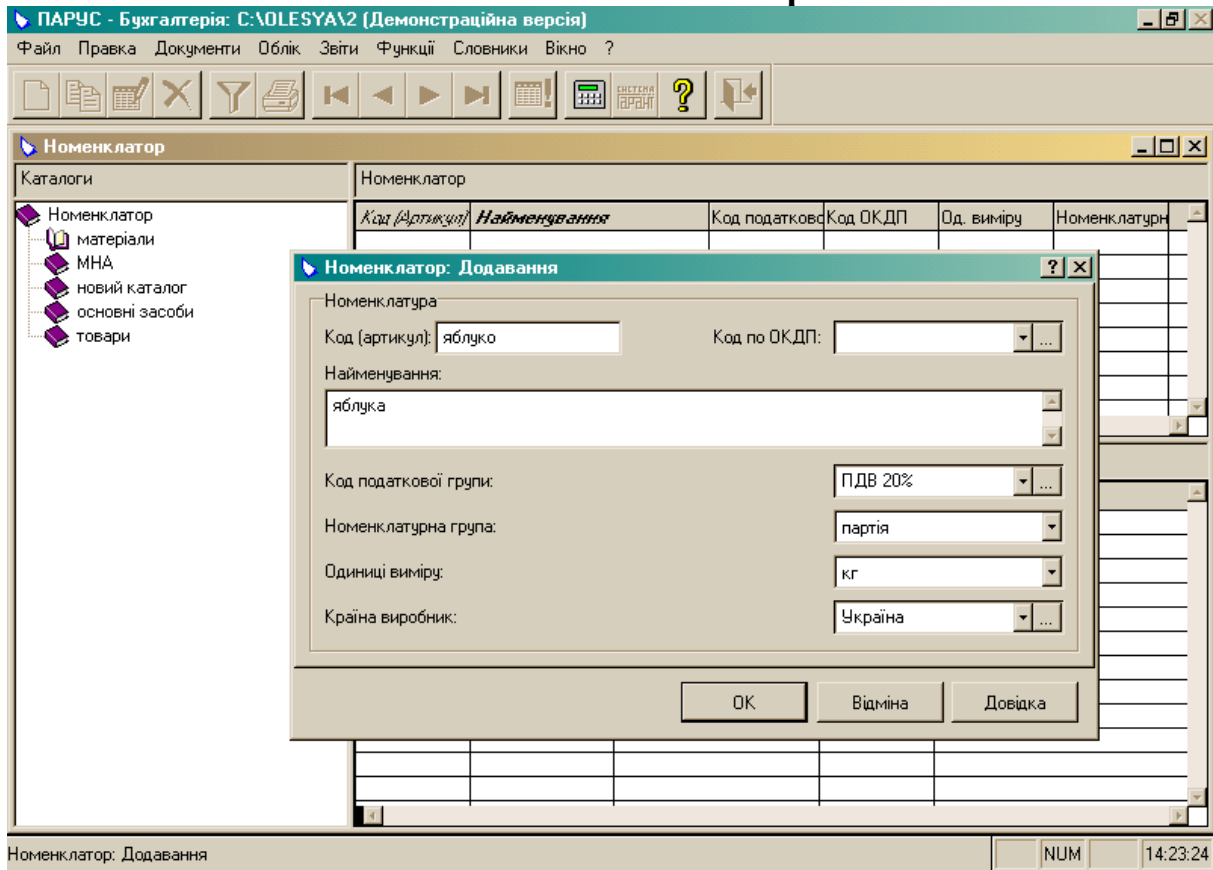 ПАРУС - Бухгалтерія: C:\OLESYA\2 (Демонстраційна версія)
Файл Правка Документи Облік Звіти Функції Словники Вікно ?
СИСТЕМА
ГАРАНТ
Номенклатор
Каталоги Номенклатор
Номенклатор
матеріали
МНА
новий каталог
основні засоби
товари
Код (Артикул) Найменування Код податково Код ОКДП Од. виміру Номенклатурн
Номенклатор: Додавання
Номенклатура
Код (артикул): яблуко Код по ОКДП: ...
Найменування:
яблука
Код податкової групи: ПДВ 20% ...
Номенклатурна група: партія
Одиниці виміру: кг
Країна виробник: Україна ...
OK Відміна Довідка
Номенклатор: Додавання NUM 14:23:24